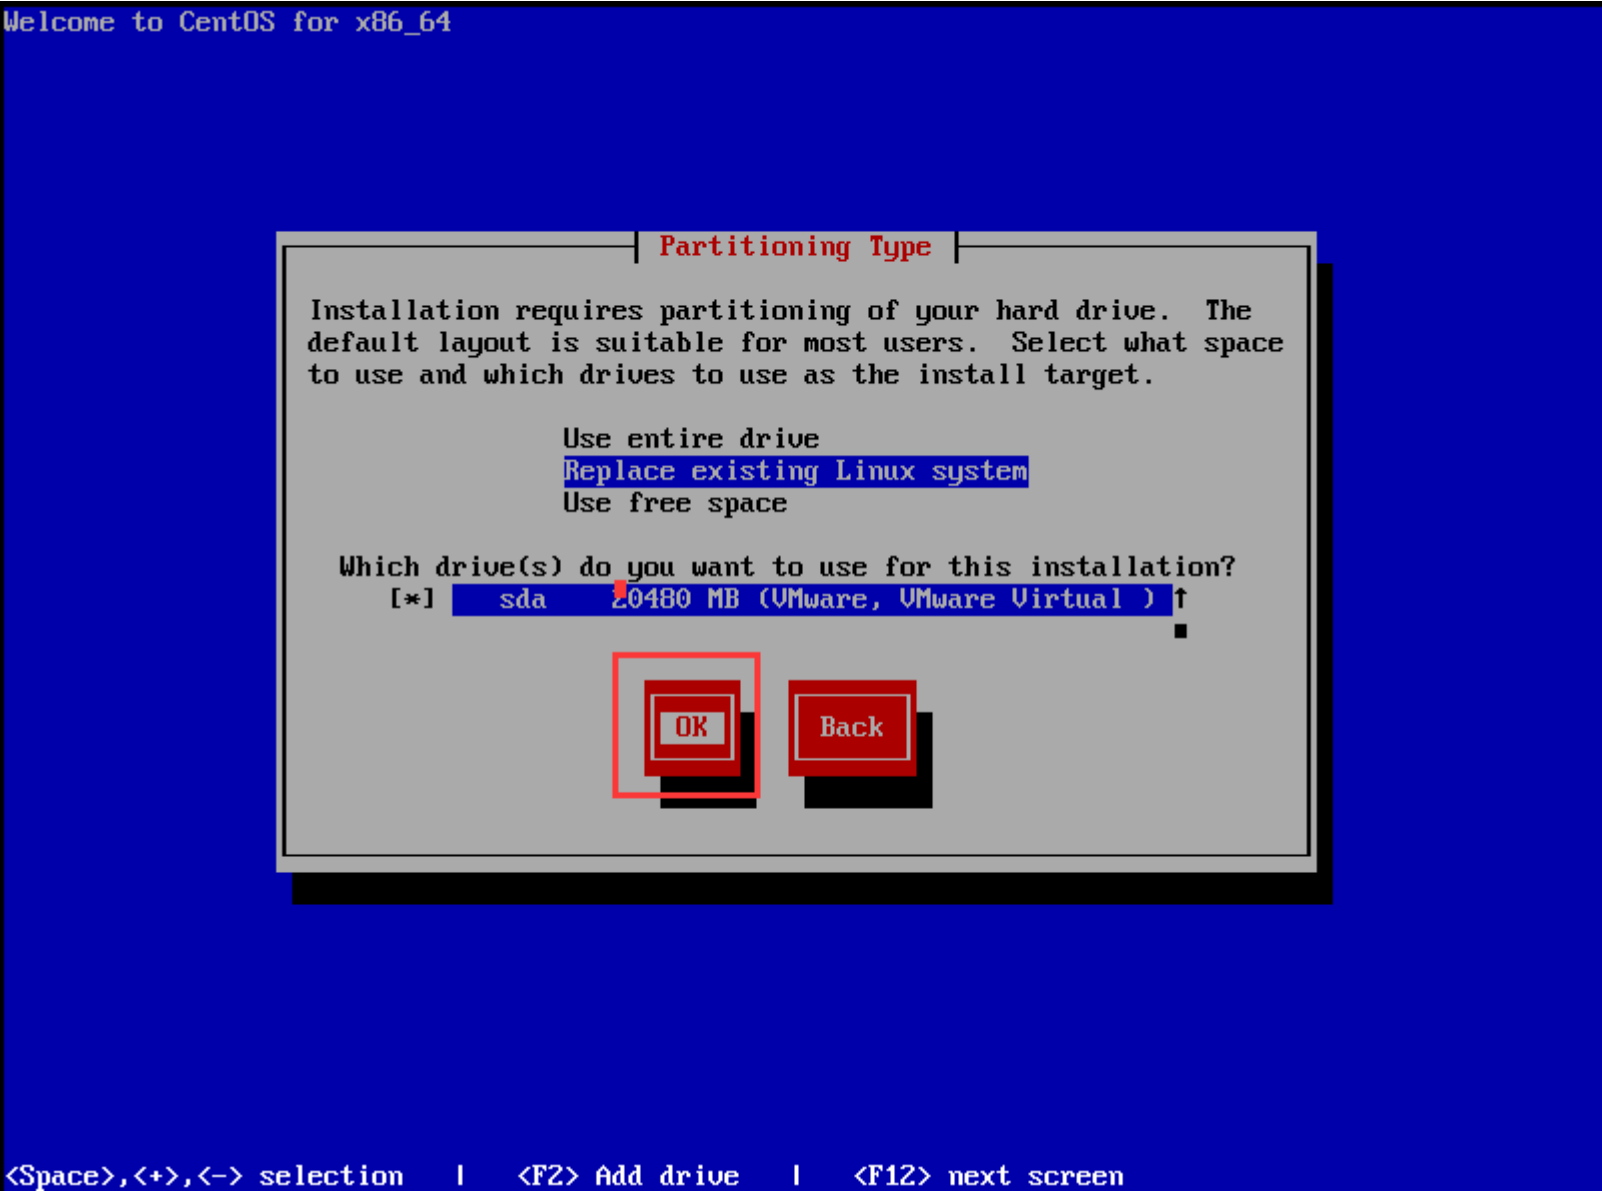 Welcome to CentOS for x86_64
Partitioning Type
Installation requires partitioning of your hard drive.  The
default layout is suitable for most users.  Select what space
to use and which drives to use as the install target.
Use entire drive
Replace existing Linux system
Use free space
Which drive(s) do you want to use for this installation?
[*] sda 20480 MB (VMware, VMware Virtual ) ↑
OK Back
<Space>,<+>,<-> selection | <F2> Add drive | <F12> next screen